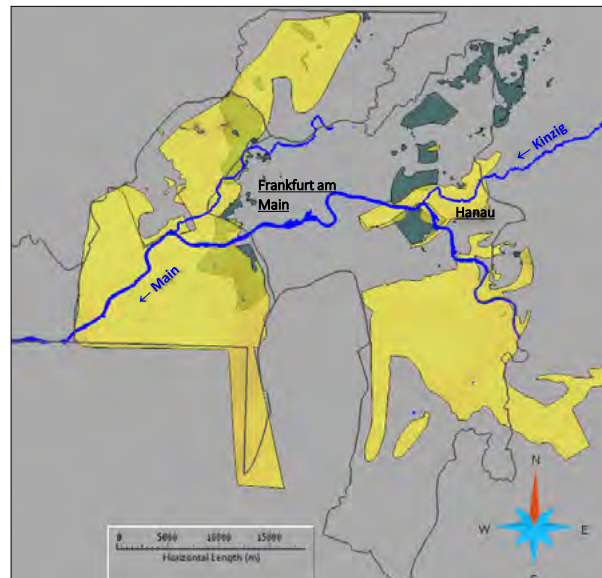 ← Kinzig
Frankfurt am
Main
Hanau
← Main
N
W
E
S
0 5000 10000 15000
Horizontal Length (m)